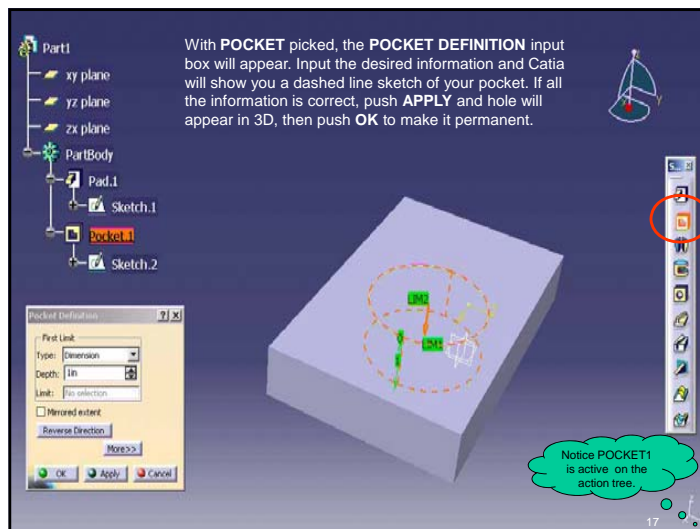 Part1
xy plane
yz plane
zx plane
PartBody
Pad.1
Sketch.1
Pocket.1
Sketch.2
With POCKET picked, the POCKET DEFINITION input
box will appear. Input the desired information and Catia
will show you a dashed line sketch of your pocket. If all
the information is correct, push APPLY and hole will
appear in 3D, then push OK to make it permanent.
S...
LIM2
LIM1
0
1
Pocket Definition
First Limit
Type: Dimension
Depth: 1in
Limit: No selection
Mirrored extent
Reverse Direction
More>>
OK Apply Cancel
Notice POCKET1
is active on the
action tree.
17